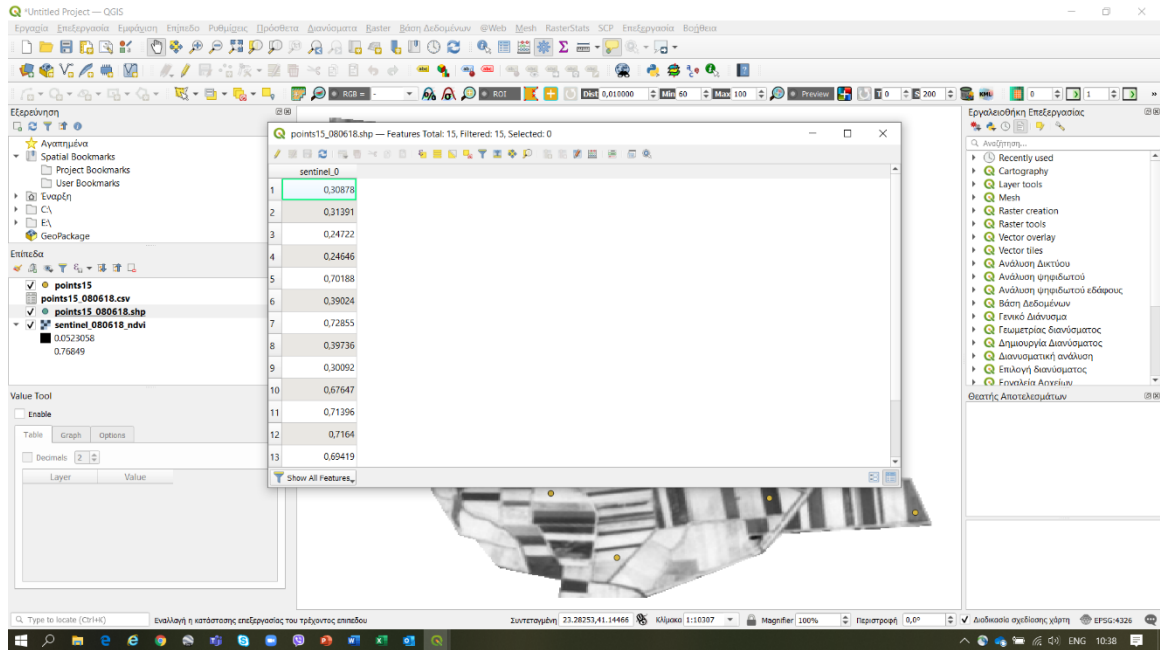 *Untitled Project — QGIS
Εργασία Επεξεργασία Εμφάνιση Επίπεδο Ρυθμίσεις Πρόσθετα Διανύσματα Raster Βάση Δεδομένων @Web Mesh RasterStats SCP Επεξεργασία Βοήθεια
RGB = -
ROI
Dist 0,010000 Min 60 Max 100
Preview
T 0 S 200
KML
0 1 »
Εξερεύνηση
Αγαπημένα
Spatial Bookmarks
Project Bookmarks
User Bookmarks
Έναρξη
C:\
E:\
GeoPackage
Επίπεδα
points15
points15_080618.csv
points15_080618.shp
sentinel_080618_ndvi
0.0523058
0.76849
Value Tool
Enable
Table Graph Options
Decimals 2
Layer Value
points15_080618.shp — Features Total: 15, Filtered: 15, Selected: 0
sentinel_0
1 0,30878
2 0,31391
3 0,24722
4 0,24646
5 0,70188
6 0,39024
7 0,72855
8 0,39736
9 0,30092
10 0,67647
11 0,71396
12 0,7164
13 0,69419
Show All Features
Εργαλειοθήκη Επεξεργασίας
Αναζήτηση...
Recently used
Cartography
Layer tools
Mesh
Raster creation
Raster tools
Vector overlay
Vector tiles
Ανάλυση Δικτύου
Ανάλυση ψηφιδωτού
Ανάλυση ψηφιδωτού εδάφους
Βάση Δεδομένων
Γενικό Διάνυσμα
Γεωμετρίες διανύσματος
Δημιουργία Διανύσματος
Διανυσματική ανάλυση
Επιλογή διανύσματος
Εργαλεία Αρχείων
Θεατής Αποτελεσμάτων
Type to locate (Ctrl+K) Εναλλαγή η κατάστασης επεξεργασίας του τρέχοντος επιπεδου Συντεταγμένη 23.28253,41.14466 Κλίμακα 1:10307 Magnifier 100% Περιστροφή 0,0° Διαδικασία σχεδίασης χάρτη EPSG:4326
ENG 10:38